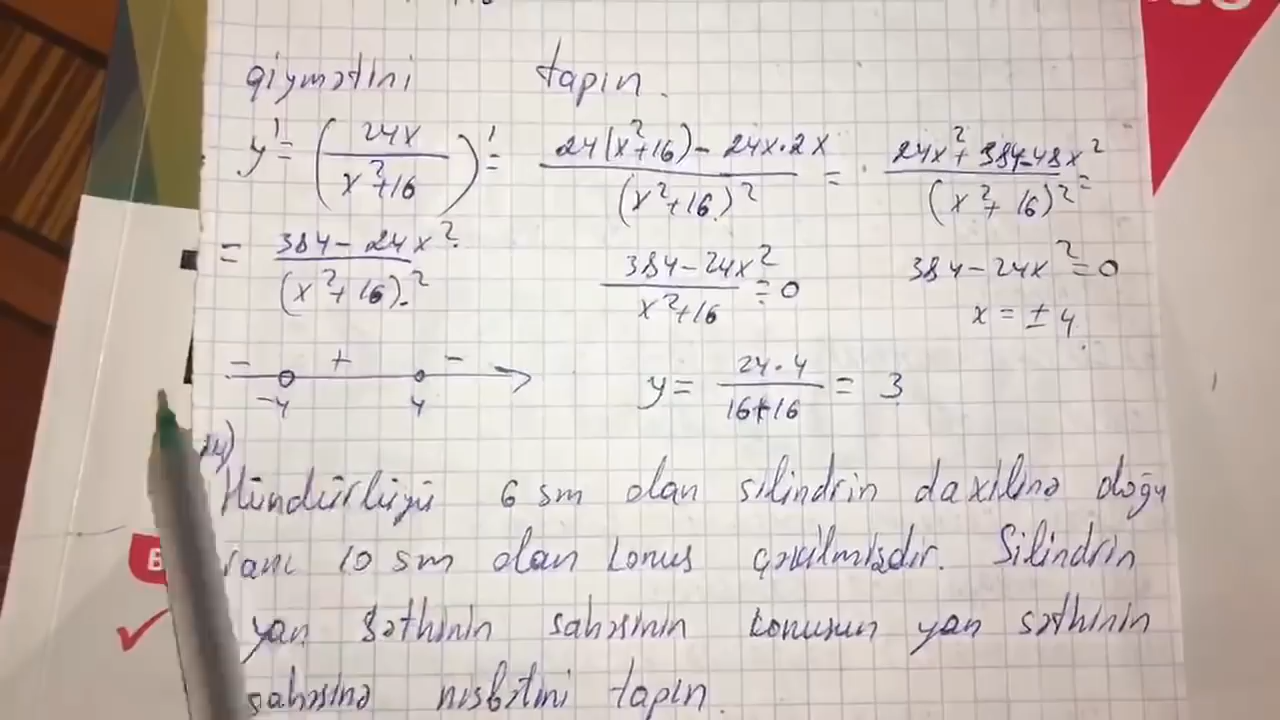 qiymətini tapın.
y' = (24x / x²+16)' = 24(x²+16) - 24x·2x / (x²+16)² = 24x² + 384-48x² / (x²+16)² =
= 384 - 24x² / (x²+16)² 384-24x² / x²+16 = 0 384-24x² = 0
x = ± 4
- + -
-4 4
y = 24·4 / 16+16 = 3
Hündürlüyü 6 sm olan silindrin daxilinə doğu
ranı 10 sm olan konus çəkilmişdir. Silindrin
yan səthinin sahəsinin konusun yan səthinin
sahəsinə nisbətini tapın.